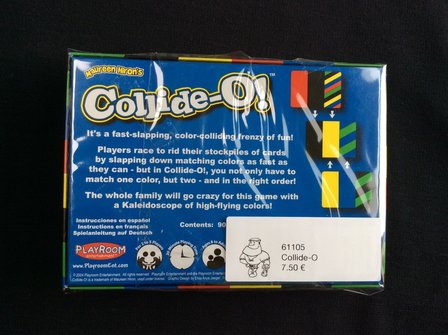 Maureen Hiron's
Collide-O!™
It's a fast-slapping, color-colliding frenzy of fun!
Players race to rid their stockpiles of cards
by slapping down matching colors as fast as
they can - but in Collide-O!, you not only have to
match one color, but two - and in the right order!
The whole family will go crazy for this game with
a Kaleidoscope of high-flying colors!
Instrucciones en español
Instructions en français
Spielanleitung auf Deutsch
Contents: 90
PLAYROOM
entertainment
www.PlayroomEnt.com
61105
Collide-O
7.50 €